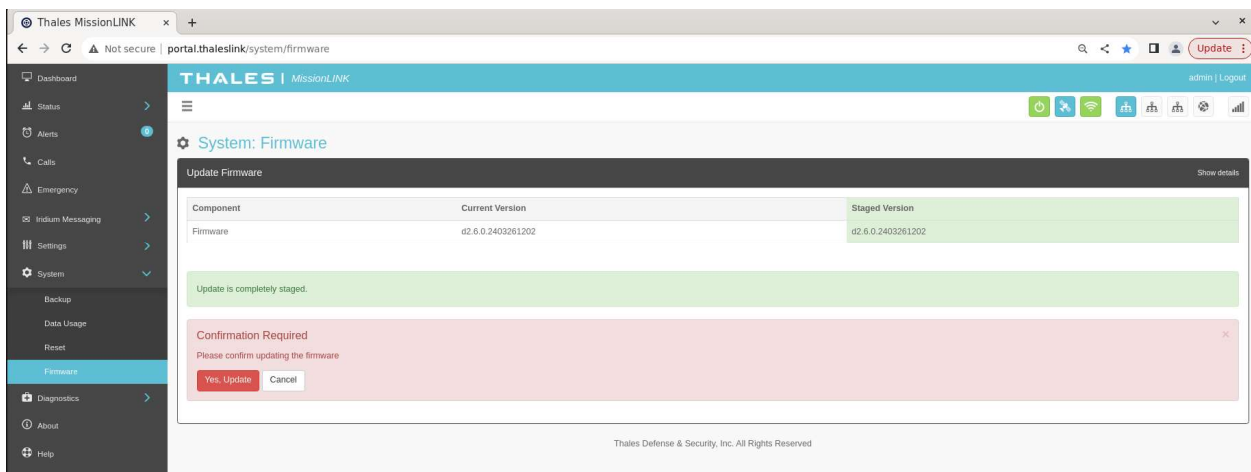 Thales MissionLINK
Not secure | portal.thaleslink/system/firmware
Update
THALES | MissionLINK
admin | Logout
Dashboard
Status
Alerts 0
Calls
Emergency
Iridium Messaging
Settings
System
Backup
Data Usage
Reset
Firmware
Diagnostics
About
Help
System: Firmware
Update Firmware
Show details
Component Current Version Staged Version
Firmware d2.6.0.2403261202 d2.6.0.2403261202
Update is completely staged.
Confirmation Required
Please confirm updating the firmware
Yes, Update Cancel
Thales Defense & Security, Inc. All Rights Reserved